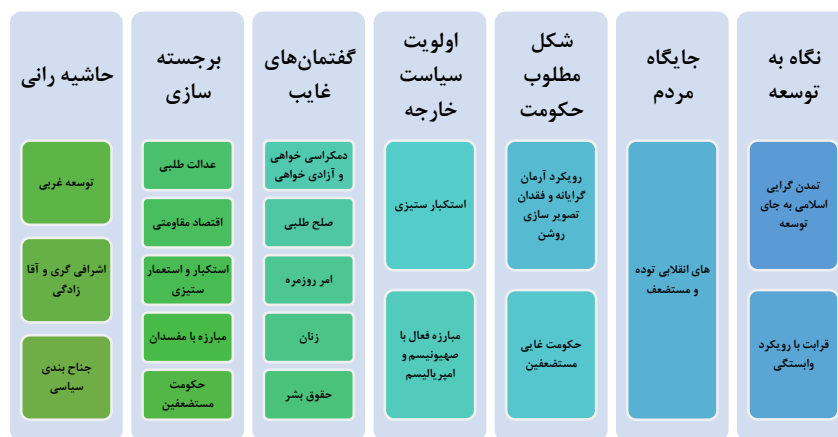 نگاه به
توسعه
تمدن گرایی
اسلامی به جای
توسعه
قرابت با رویکرد
وابستگی
جایگاه
مردم
های انقلابی توده
و مستضعف
شکل
مطلوب
حکومت
رویکرد آرمان
گرایانه و فقدان
تصویر سازی
روشن
حکومت غایی
مستضعفین
اولویت
سیاست
خارجه
استکبار ستیزی
مبارزه فعال با
صهیونیسم و
امپریالیسم
گفتمان‌های
غایب
دمکراسی خواهی
و آزادی خواهی
صلح طلبی
امر روزمره
زنان
حقوق بشر
برجسته
سازی
عدالت طلبی
اقتصاد مقاومتی
استکبار و استعمار
ستیزی
مبارزه با مفسدان
حکومت
مستضعفین
حاشیه رانی
توسعه غربی
اشرافی گری و آقا
زادگی
جناح بندی
سیاسی